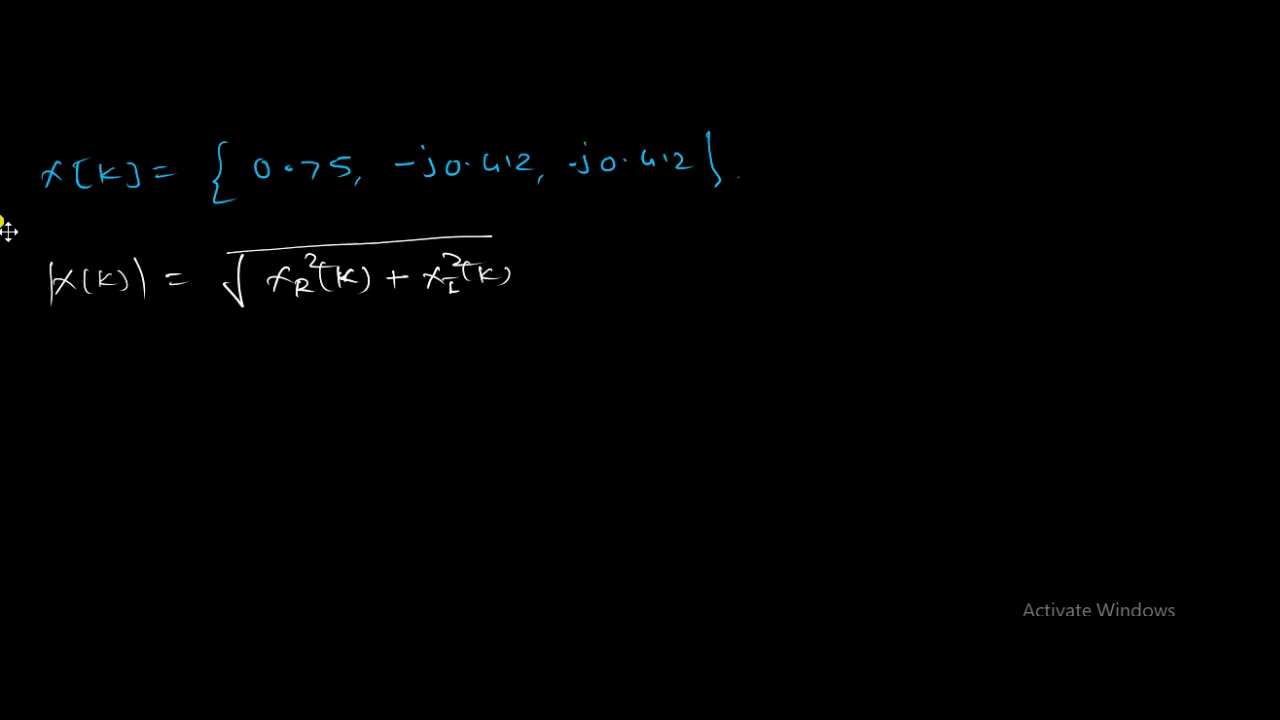 x[k] = { 0.75, -j0.412, -j0.412 }.
|x(k)| = √(x_R²(k) + x_I²(k))
Activate Windows